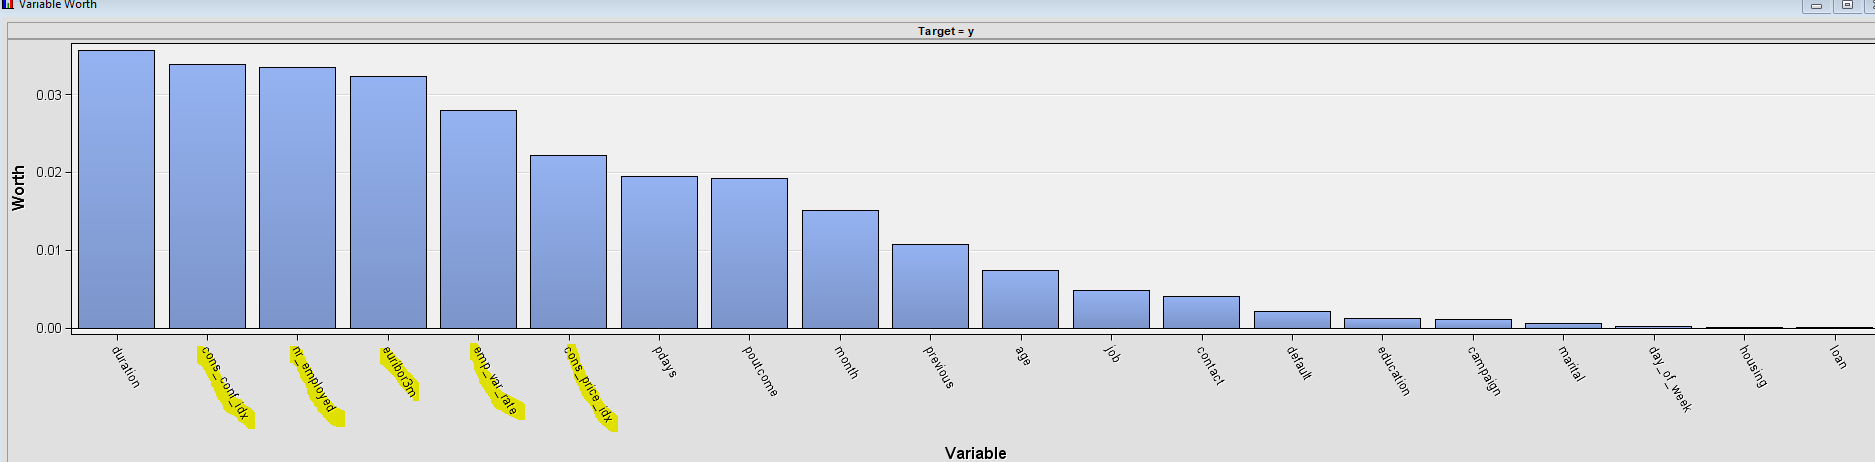 Variable Worth
Target = y
0.03
0.02
0.01
0.00
Worth
duration
cons_conf_idx
nr_employed
euribor3m
emp_var_rate
cons_price_idx
pdays
poutcome
month
previous
age
job
contact
default
education
campaign
marital
day_of_week
housing
loan
Variable